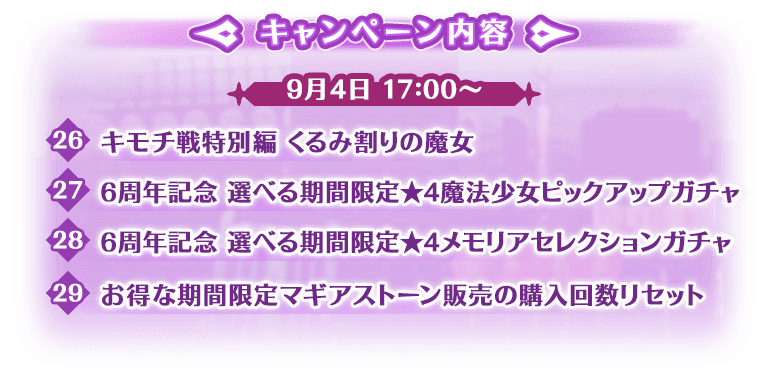 キャンペーン内容
9月4日 17:00～
26 キモチ戦特別編 くるみ割りの魔女
27 6周年記念 選べる期間限定★4魔法少女ピックアップガチャ
28 6周年記念 選べる期間限定★4メモリアセレクションガチャ
29 お得な期間限定マギアストーン販売の購入回数リセット